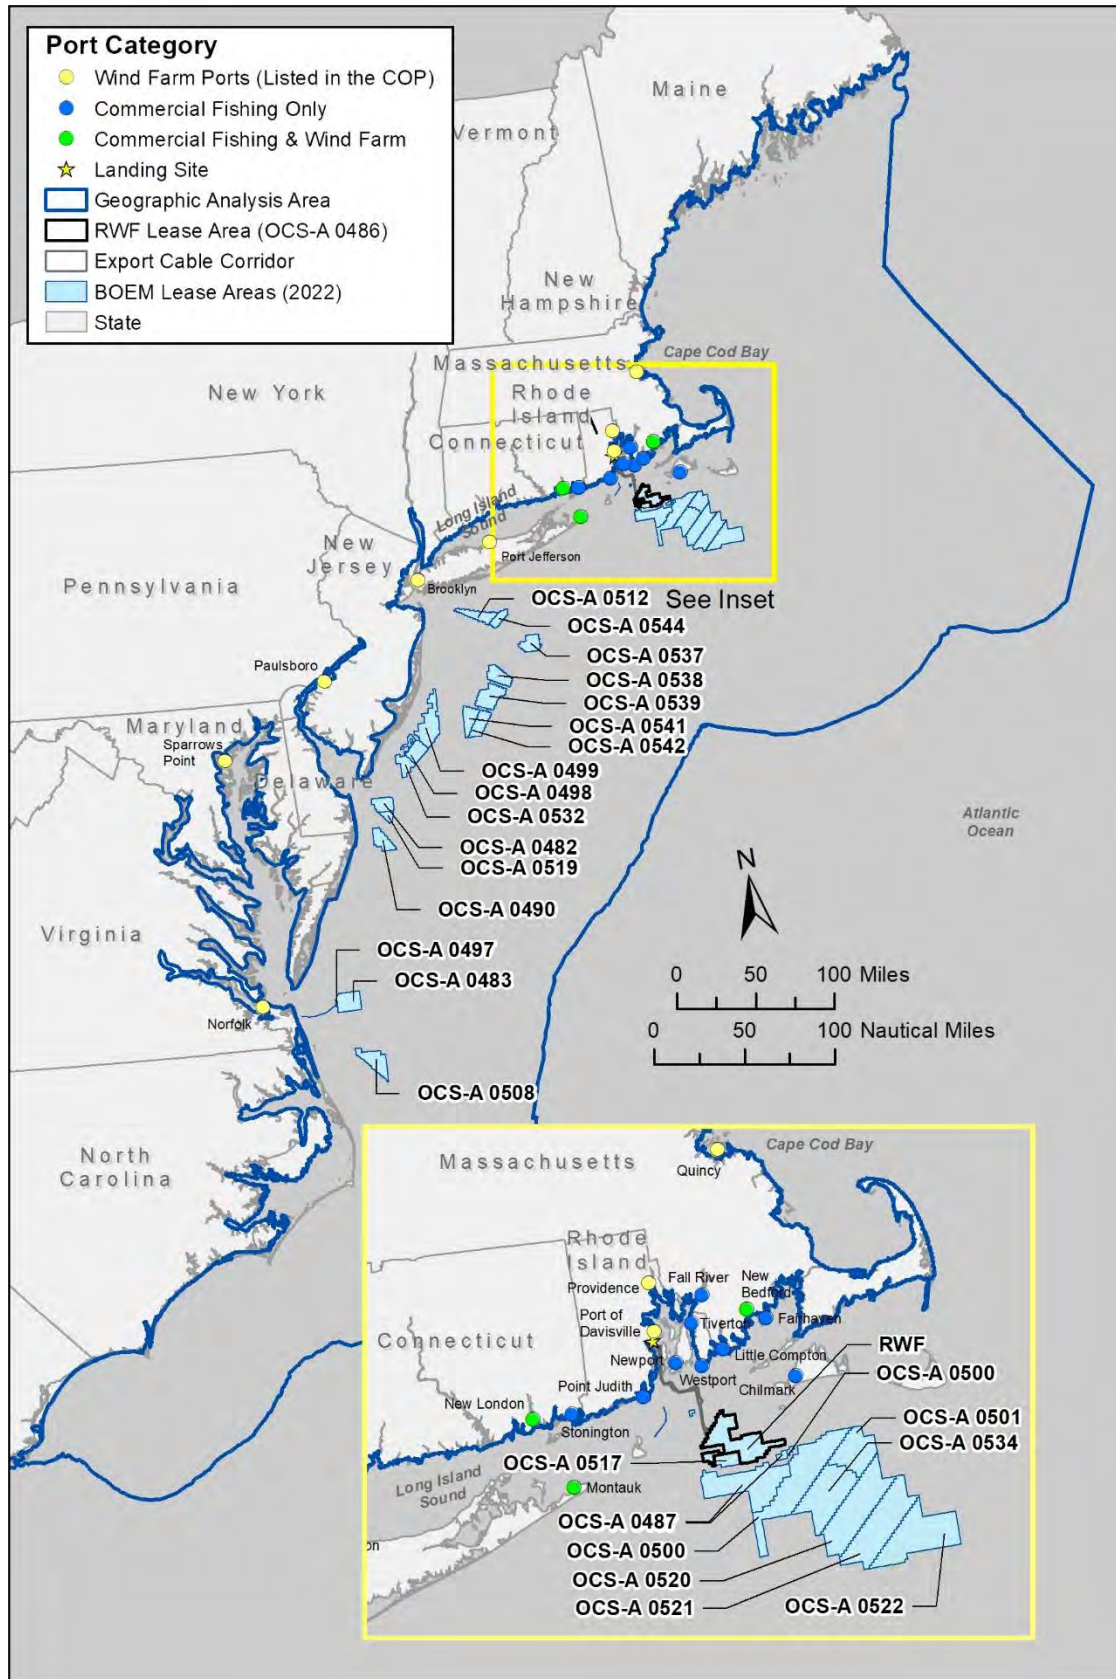 Port Category
Wind Farm Ports (Listed in the COP)
Commercial Fishing Only
Commercial Fishing & Wind Farm
Landing Site
Geographic Analysis Area
RWF Lease Area (OCS-A 0486)
Export Cable Corridor
BOEM Lease Areas (2022)
State
Maine
Vermont
New
Hampshire
Cape Cod Bay
Massachusetts
New York
Rhode
Island
Connecticut
Long Island
Sound
New
Jersey
Port Jefferson
Pennsylvania
Brooklyn
See Inset
OCS-A 0512
OCS-A 0544
OCS-A 0537
OCS-A 0538
OCS-A 0539
OCS-A 0541
OCS-A 0542
Paulsboro
Maryland
Sparrows
Point
Delaware
OCS-A 0499
OCS-A 0498
OCS-A 0532
OCS-A 0482
OCS-A 0519
OCS-A 0490
Atlantic
Ocean
N
Virginia
OCS-A 0497
OCS-A 0483
0 50 100 Miles
0 50 100 Nautical Miles
Norfolk
OCS-A 0508
North
Carolina
Massachusetts
Cape Cod Bay
Quincy
Rhode
Island
Providence
Fall River
New
Bedford
Port of
Davisville
Tiverton
Fairhaven
Connecticut
Newport
Little Compton
RWF
Westport
OCS-A 0500
Point Judith
Chilmark
New London
Stonington
OCS-A 0501
OCS-A 0534
OCS-A 0517
Long Island
Sound
Montauk
OCS-A 0487
on
OCS-A 0500
OCS-A 0520
OCS-A 0521
OCS-A 0522